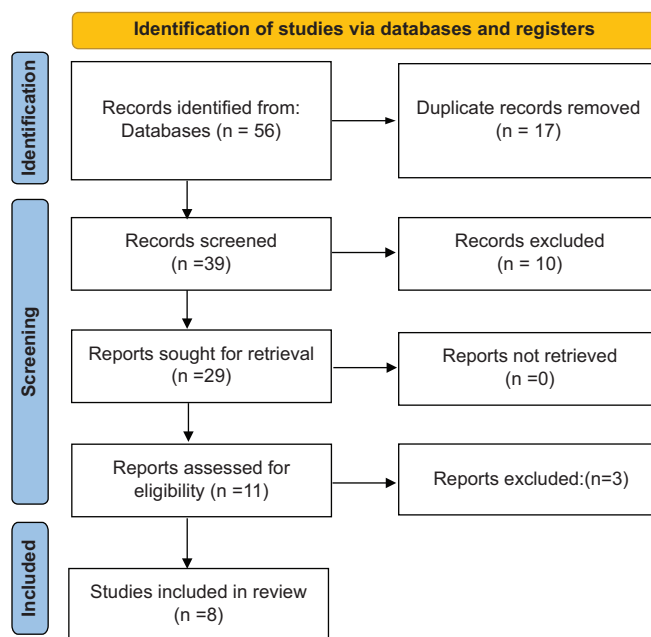 Identification of studies via databases and registers
Identification
Records identified from:
Databases (n = 56)
Duplicate records removed
(n = 17)
Screening
Records screened
(n =39)
Records excluded
(n = 10)
Reports sought for retrieval
(n =29)
Reports not retrieved
(n =0)
Reports assessed for
eligibility (n =11)
Reports excluded:(n=3)
Included
Studies included in review
(n =8)